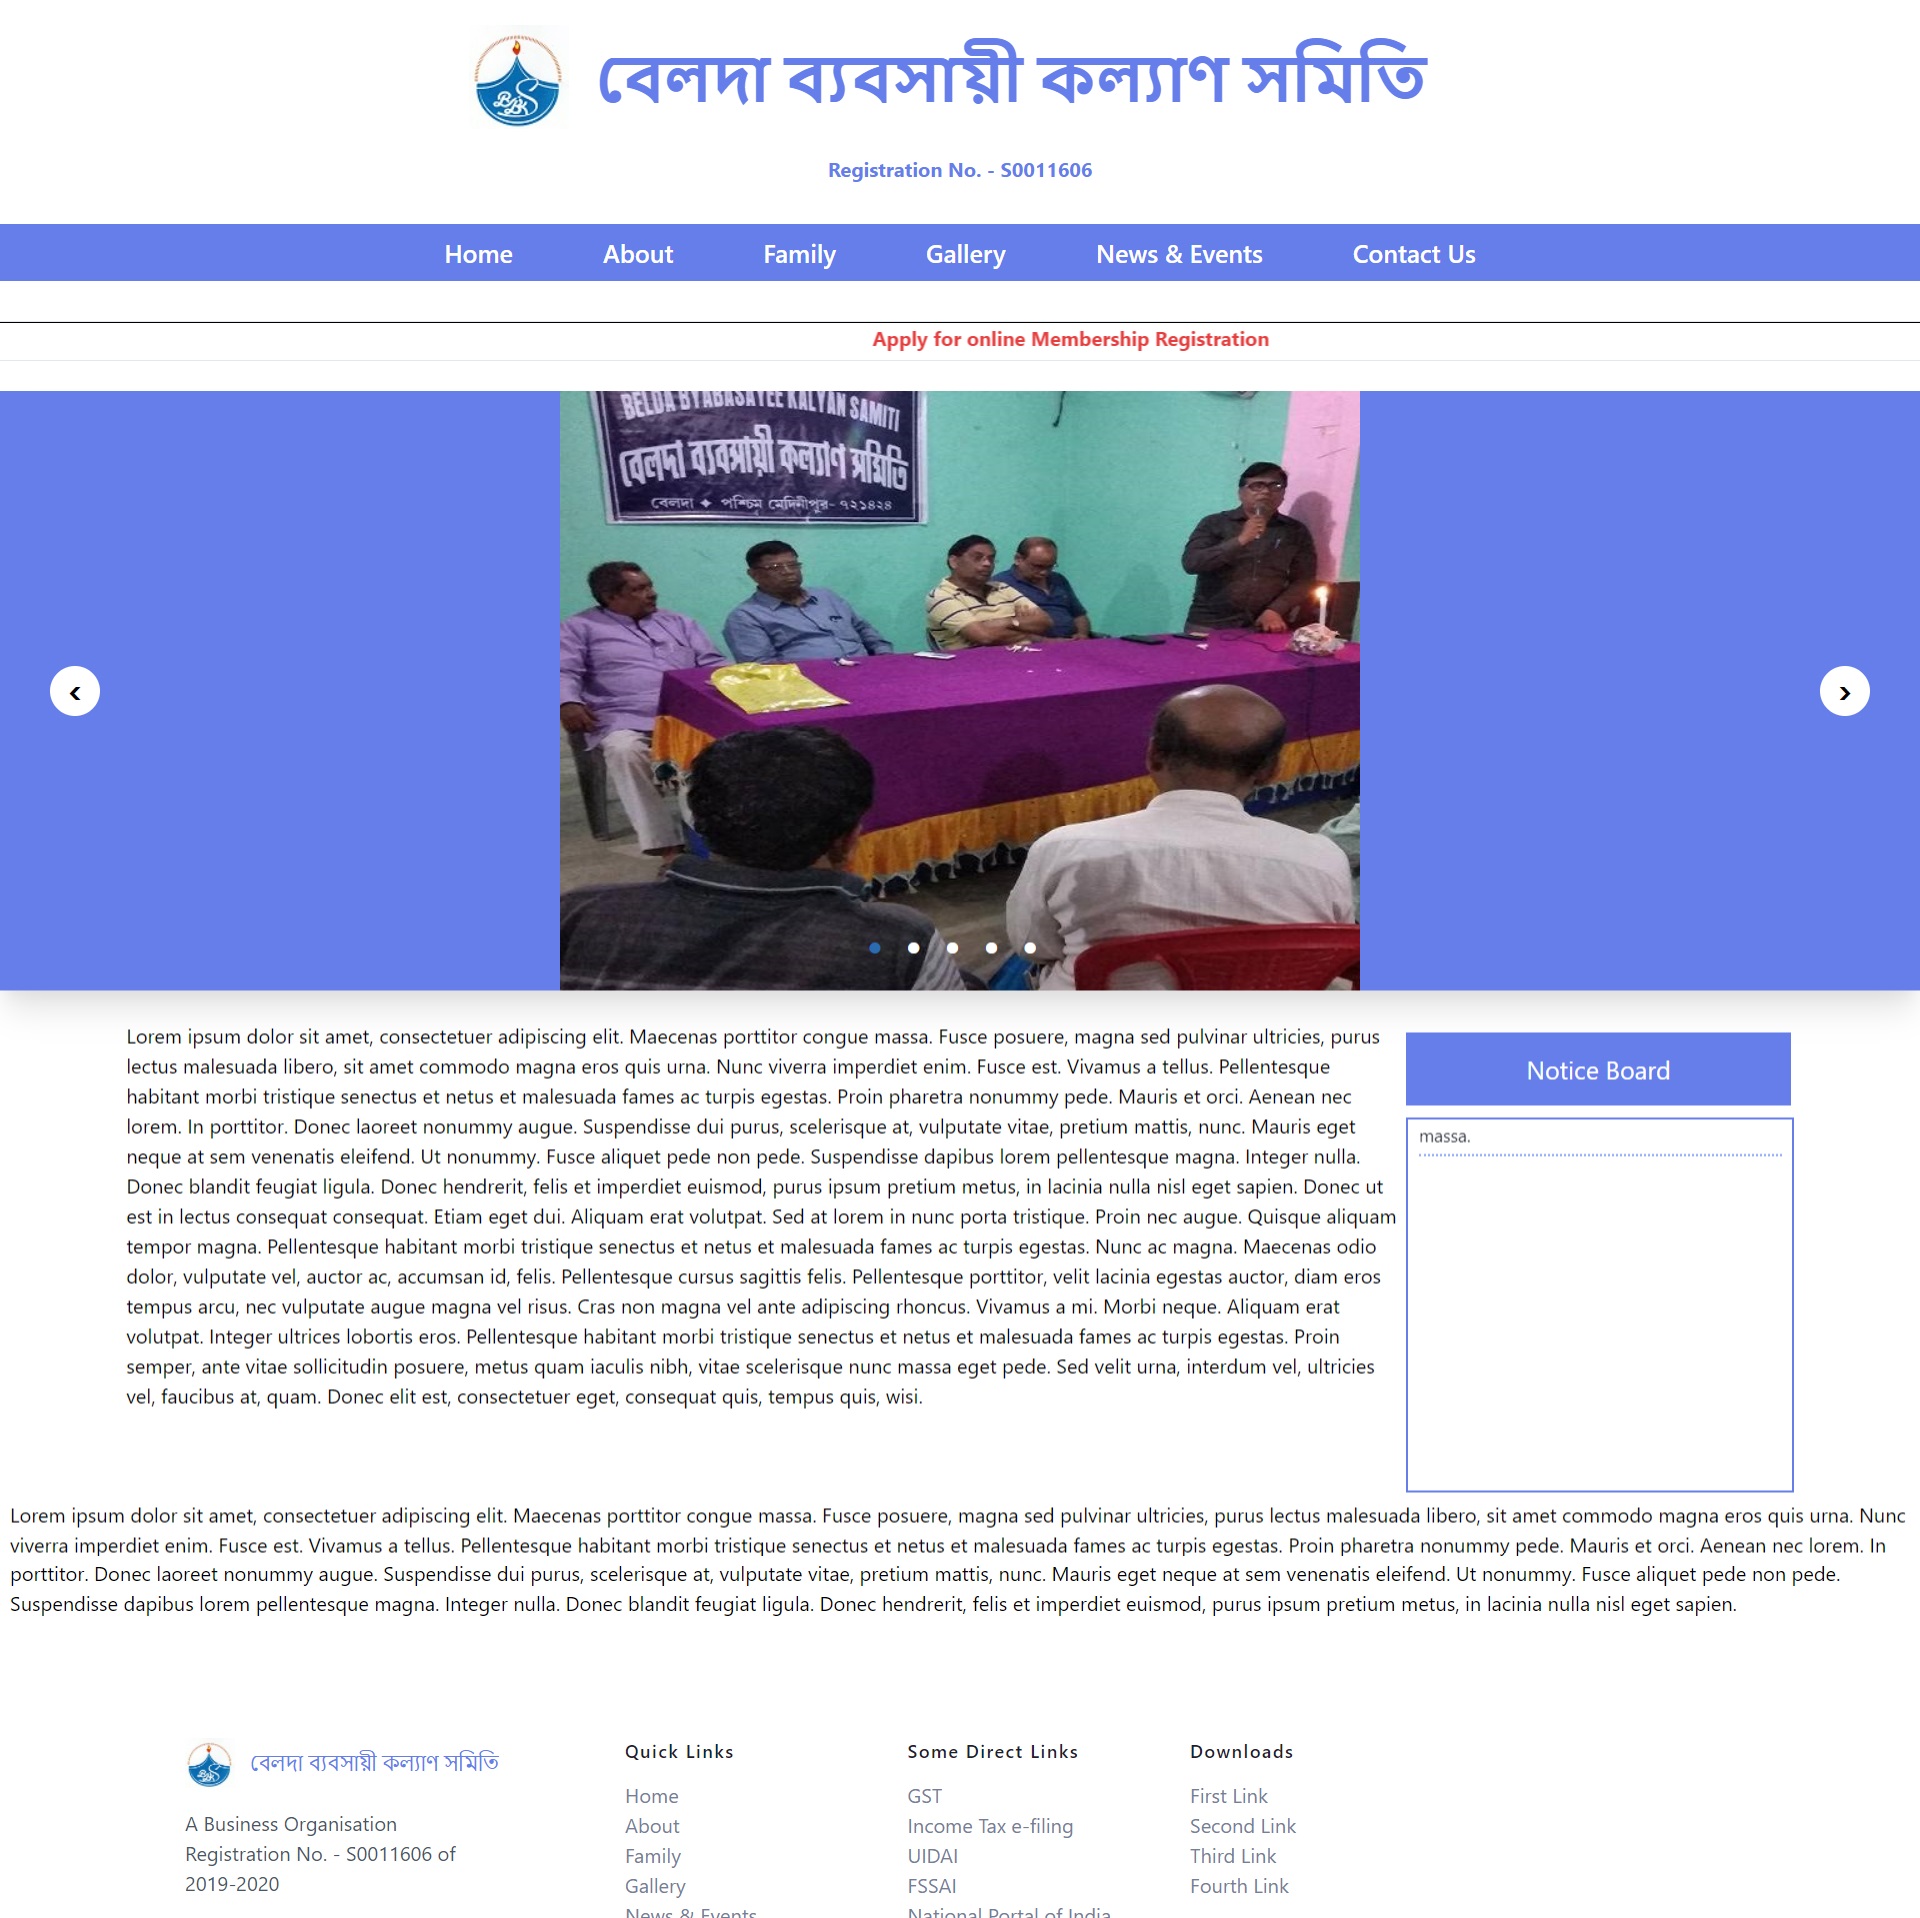 বেলদা ব্যবসায়ী কল্যাণ সমিতি
Registration No. - S0011606
Home About Family Gallery News & Events Contact Us
Apply for online Membership Registration
BELDA BYABASAYEE KALYAN SAMITI
বেলদা ব্যবসায়ী কল্যাণ সমিতি
বেলদা ✦ পশ্চিম মেদিনীপুর- ৭২১৪২৪
Lorem ipsum dolor sit amet, consectetuer adipiscing elit. Maecenas porttitor congue massa. Fusce posuere, magna sed pulvinar ultricies, purus
lectus malesuada libero, sit amet commodo magna eros quis urna. Nunc viverra imperdiet enim. Fusce est. Vivamus a tellus. Pellentesque
habitant morbi tristique senectus et netus et malesuada fames ac turpis egestas. Proin pharetra nonummy pede. Mauris et orci. Aenean nec
lorem. In porttitor. Donec laoreet nonummy augue. Suspendisse dui purus, scelerisque at, vulputate vitae, pretium mattis, nunc. Mauris eget
neque at sem venenatis eleifend. Ut nonummy. Fusce aliquet pede non pede. Suspendisse dapibus lorem pellentesque magna. Integer nulla.
Donec blandit feugiat ligula. Donec hendrerit, felis et imperdiet euismod, purus ipsum pretium metus, in lacinia nulla nisl eget sapien. Donec ut
est in lectus consequat consequat. Etiam eget dui. Aliquam erat volutpat. Sed at lorem in nunc porta tristique. Proin nec augue. Quisque aliquam
tempor magna. Pellentesque habitant morbi tristique senectus et netus et malesuada fames ac turpis egestas. Nunc ac magna. Maecenas odio
dolor, vulputate vel, auctor ac, accumsan id, felis. Pellentesque cursus sagittis felis. Pellentesque porttitor, velit lacinia egestas auctor, diam eros
tempus arcu, nec vulputate augue magna vel risus. Cras non magna vel ante adipiscing rhoncus. Vivamus a mi. Morbi neque. Aliquam erat
volutpat. Integer ultrices lobortis eros. Pellentesque habitant morbi tristique senectus et netus et malesuada fames ac turpis egestas. Proin
semper, ante vitae sollicitudin posuere, metus quam iaculis nibh, vitae scelerisque nunc massa eget pede. Sed velit urna, interdum vel, ultricies
vel, faucibus at, quam. Donec elit est, consectetuer eget, consequat quis, tempus quis, wisi.
Notice Board
massa.
Lorem ipsum dolor sit amet, consectetuer adipiscing elit. Maecenas porttitor congue massa. Fusce posuere, magna sed pulvinar ultricies, purus lectus malesuada libero, sit amet commodo magna eros quis urna. Nunc
viverra imperdiet enim. Fusce est. Vivamus a tellus. Pellentesque habitant morbi tristique senectus et netus et malesuada fames ac turpis egestas. Proin pharetra nonummy pede. Mauris et orci. Aenean nec lorem. In
porttitor. Donec laoreet nonummy augue. Suspendisse dui purus, scelerisque at, vulputate vitae, pretium mattis, nunc. Mauris eget neque at sem venenatis eleifend. Ut nonummy. Fusce aliquet pede non pede.
Suspendisse dapibus lorem pellentesque magna. Integer nulla. Donec blandit feugiat ligula. Donec hendrerit, felis et imperdiet euismod, purus ipsum pretium metus, in lacinia nulla nisl eget sapien.
বেলদা ব্যবসায়ী কল্যাণ সমিতি
A Business Organisation
Registration No. - S0011606 of
2019-2020
Quick Links
Home
About
Family
Gallery
News & Events
Some Direct Links
GST
Income Tax e-filing
UIDAI
FSSAI
National Portal of India
Downloads
First Link
Second Link
Third Link
Fourth Link